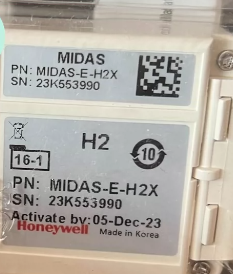 MIDAS
PN: MIDAS-E-H2X
SN: 23K553990
H2
10
16-1
PN: MIDAS-E-H2X
SN: 23K553990
Activate by:05-Dec-23
Honeywell Made in Korea